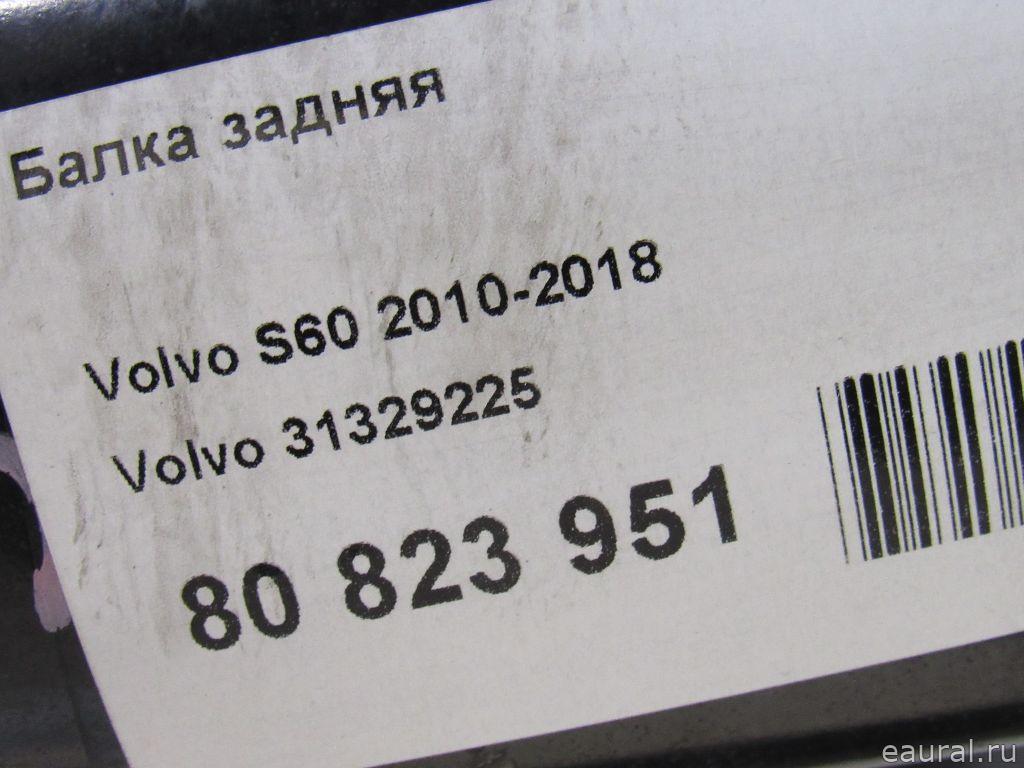 Балка задняя
Volvo S60 2010-2018
Volvo 31329225
80 823 951
eaural.ru